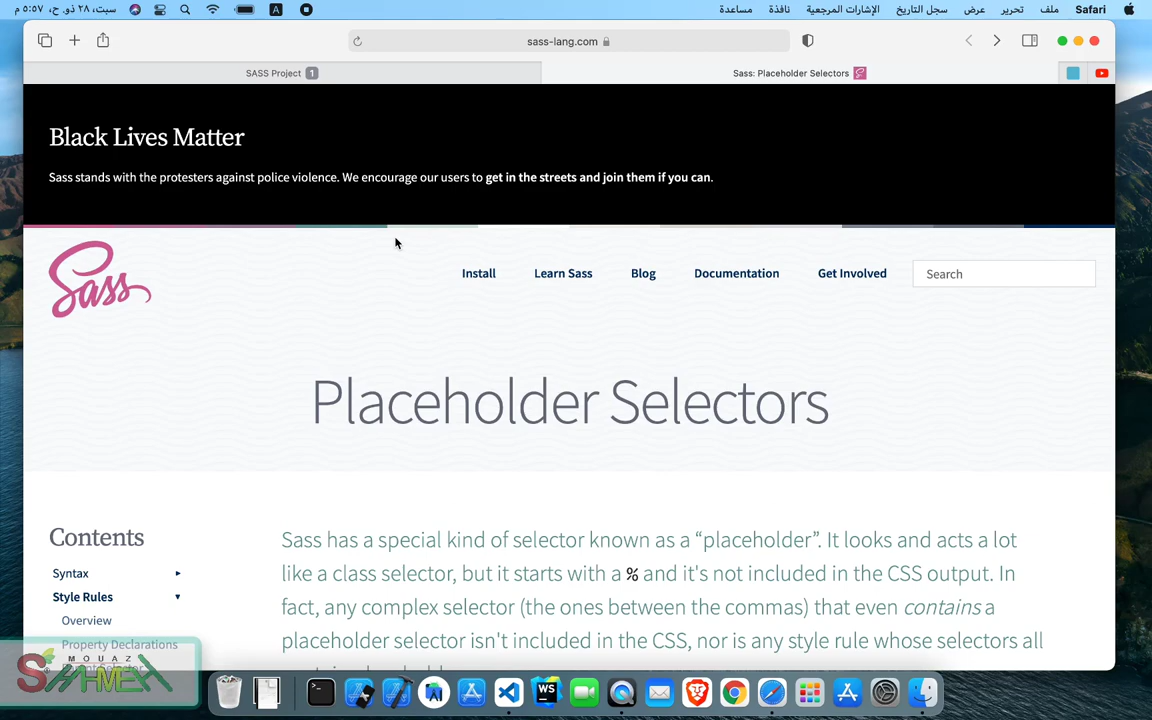 Safari ملف تحرير عرض سجل التاريخ الإشارات المرجعية نافذة مساعدة
A سبت، ٢٨ ذو. ح، ٥:٥٧ م
sass-lang.com
SASS Project 1
Sass: Placeholder Selectors
Black Lives Matter
Sass stands with the protesters against police violence. We encourage our users to get in the streets and join them if you can.
Sass
Install Learn Sass Blog Documentation Get Involved Search
Placeholder Selectors
Contents
Syntax
Style Rules
Overview
Property Declarations
Sass has a special kind of selector known as a “placeholder”. It looks and acts a lot
like a class selector, but it starts with a % and it's not included in the CSS output. In
fact, any complex selector (the ones between the commas) that even contains a
placeholder selector isn't included in the CSS, nor is any style rule whose selectors all
MOUAZ
WS